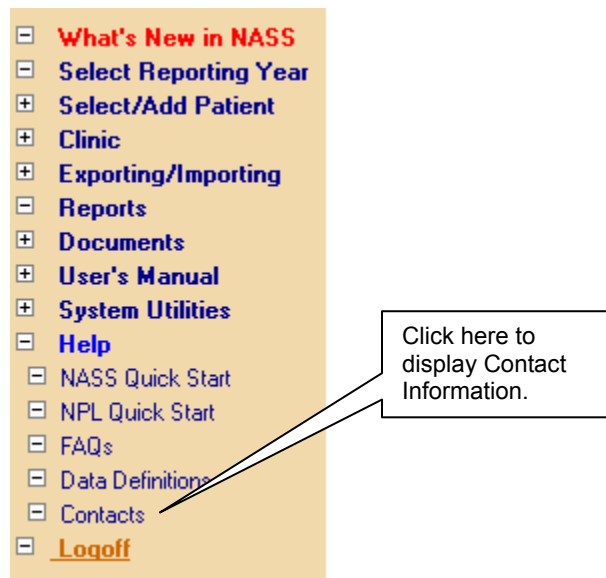 What's New in NASS
Select Reporting Year
Select/Add Patient
Clinic
Exporting/Importing
Reports
Documents
User's Manual
System Utilities
Help
NASS Quick Start
NPL Quick Start
FAQs
Data Definitions
Contacts
Logoff
Click here to
display Contact
Information.